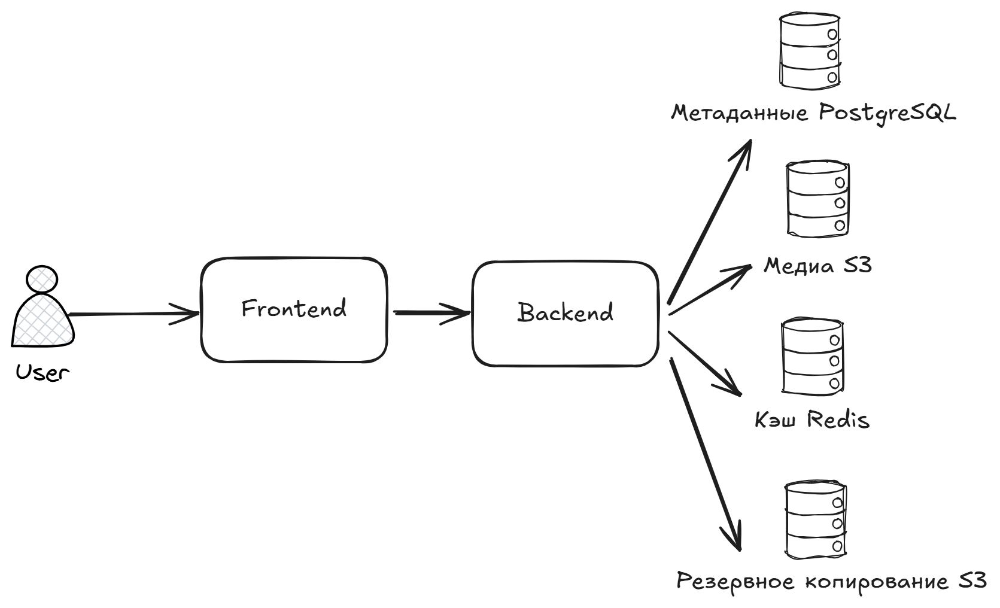 User
Frontend
Backend
Метаданные PostgreSQL
Медиа S3
Кэш Redis
Резервное копирование S3